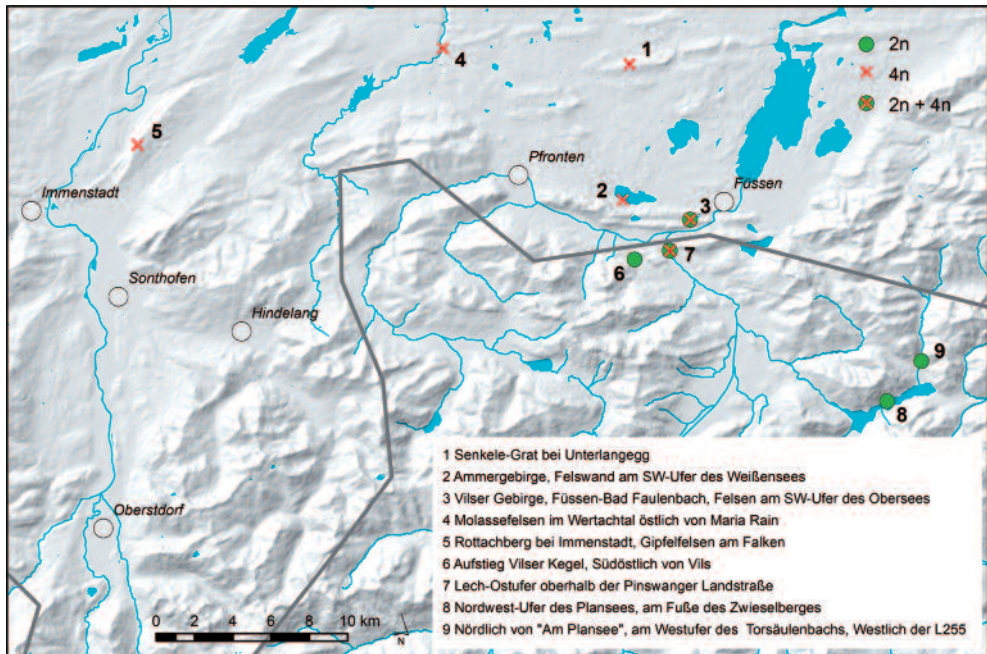 1
2n
4
4n
2n + 4n
5
Pfronten
Immenstadt
2
Füssen
3
6
7
Sonthofen
Hindelang
9
8
1 Senkele-Grat bei Unterlangegg
2 Ammergebirge, Felswand am SW-Ufer des Weißensees
3 Vilser Gebirge, Füssen-Bad Faulenbach, Felsen am SW-Ufer des Obersees
4 Molassefelsen im Wertachtal östlich von Maria Rain
5 Rottachberg bei Immenstadt, Gipfelfelsen am Falken
6 Aufstieg Vilser Kegel, Südöstlich von Vils
7 Lech-Ostufer oberhalb der Pinswanger Landstraße
8 Nordwest-Ufer des Plansees, am Fuße des Zwieselberges
9 Nördlich von "Am Plansee", am Westufer des Torsäulenbachs, Westlich der L255
Oberstdorf
0 2 4 6 8 10 km
N